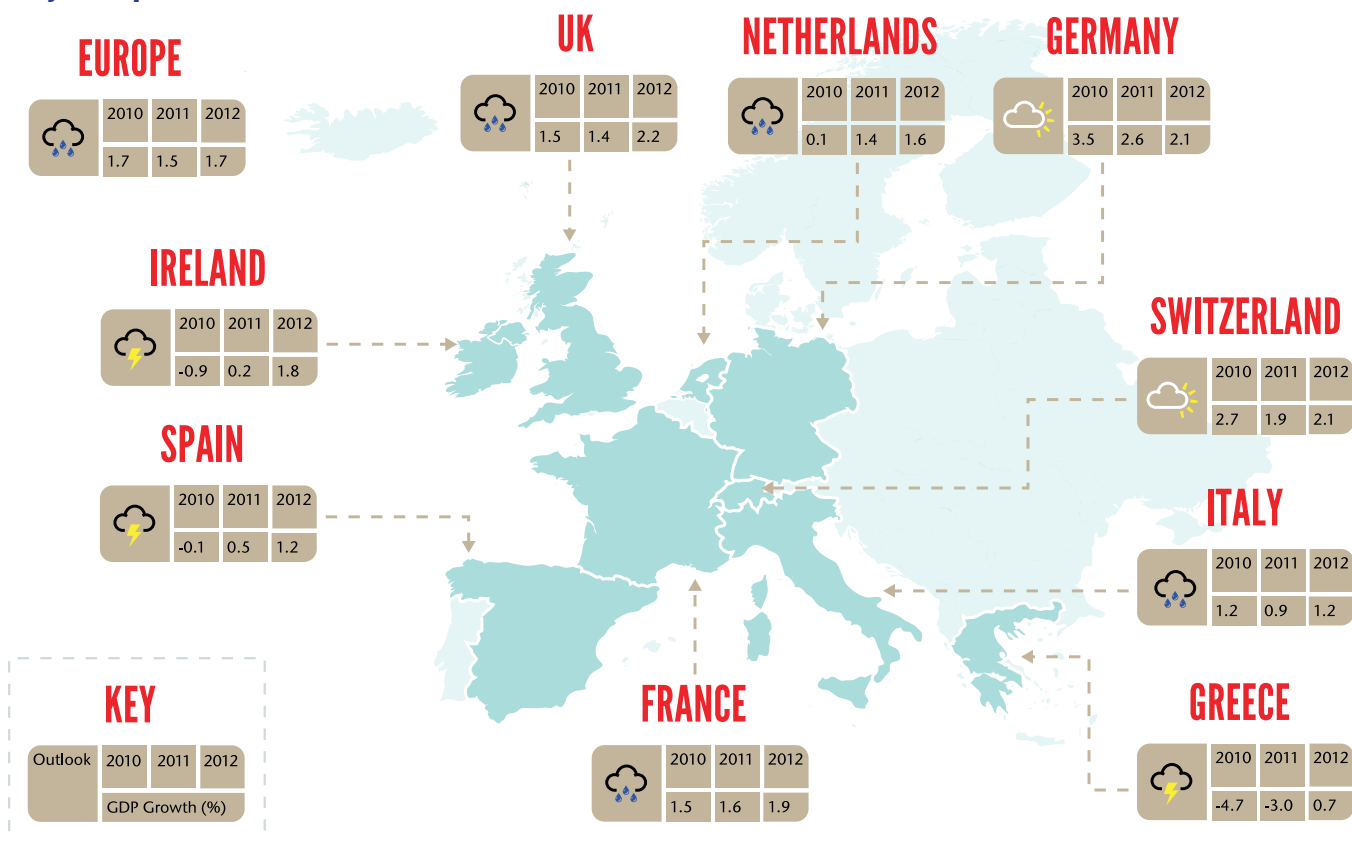 EUROPE
2010 2011 2012
1.7 1.5 1.7
UK
2010 2011 2012
1.5 1.4 2.2
NETHERLANDS
2010 2011 2012
0.1 1.4 1.6
GERMANY
2010 2011 2012
3.5 2.6 2.1
IRELAND
2010 2011 2012
-0.9 0.2 1.8
SWITZERLAND
2010 2011 2012
2.7 1.9 2.1
SPAIN
2010 2011 2012
-0.1 0.5 1.2
ITALY
2010 2011 2012
1.2 0.9 1.2
KEY
Outlook 2010 2011 2012
GDP Growth (%)
FRANCE
2010 2011 2012
1.5 1.6 1.9
GREECE
2010 2011 2012
-4.7 -3.0 0.7